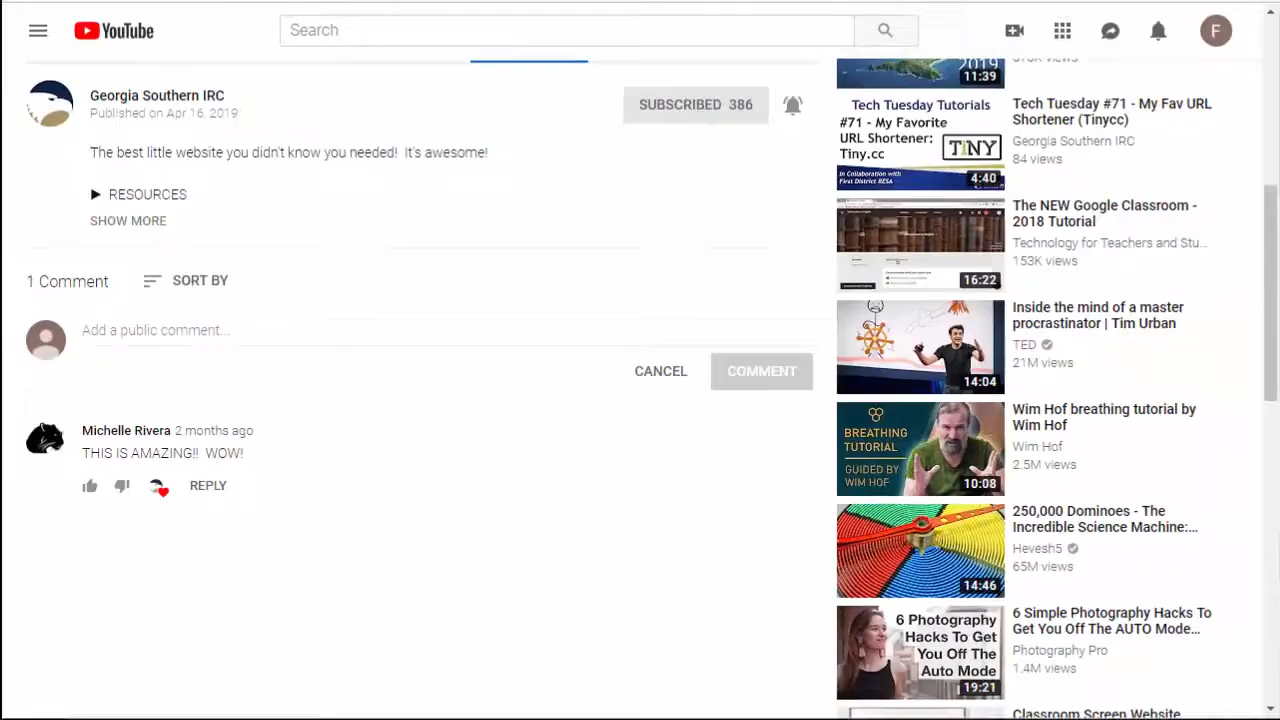 YouTube
Search
F
Georgia Southern IRC
Published on Apr 16, 2019
SUBSCRIBED 386
The best little website you didn't know you needed! It's awesome!
► RESOURCES
SHOW MORE
1 Comment
SORT BY
Add a public comment...
CANCEL
COMMENT
Michelle Rivera 2 months ago
THIS IS AMAZING!! WOW!
REPLY
2019
11:39
Tech Tuesday Tutorials
#71 - My Favorite
URL Shortener:
Tiny.cc
TINY
In Collaboration with
First District RESA
4:40
Tech Tuesday #71 - My Fav URL
Shortener (Tinycc)
Georgia Southern IRC
84 views
16:22
The NEW Google Classroom -
2018 Tutorial
Technology for Teachers and Stu...
153K views
14:04
Inside the mind of a master
procrastinator | Tim Urban
TED
21M views
BREATHING
TUTORIAL
GUIDED BY
WIM HOF
10:08
Wim Hof breathing tutorial by
Wim Hof
Wim Hof
2.5M views
14:46
250,000 Dominoes - The
Incredible Science Machine:...
Hevesh5
65M views
6 Photography
Hacks To Get
You Off The
Auto Mode
19:21
6 Simple Photography Hacks To
Get You Off The AUTO Mode...
Photography Pro
1.4M views
Classroom Screen Website